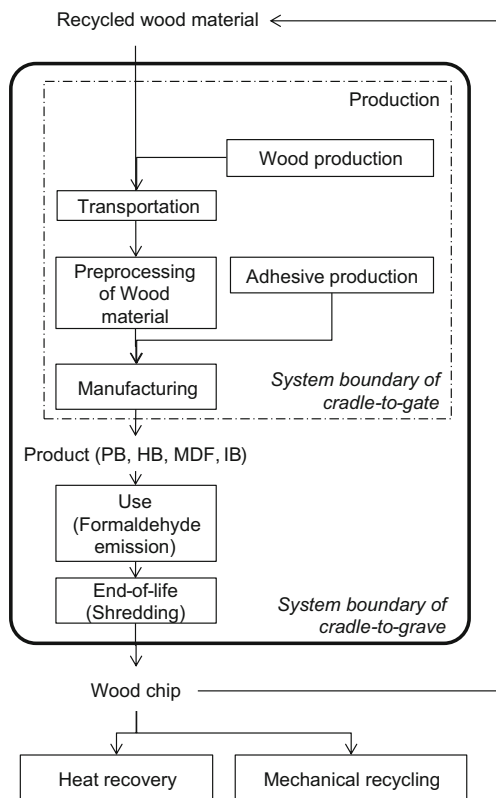 Recycled wood material
Production
Wood production
Transportation
Preprocessing
of Wood
material
Adhesive production
Manufacturing
System boundary of
cradle-to-gate
Product (PB, HB, MDF, IB)
Use
(Formaldehyde
emission)
End-of-life
(Shredding)
System boundary of
cradle-to-grave
Wood chip
Heat recovery
Mechanical recycling